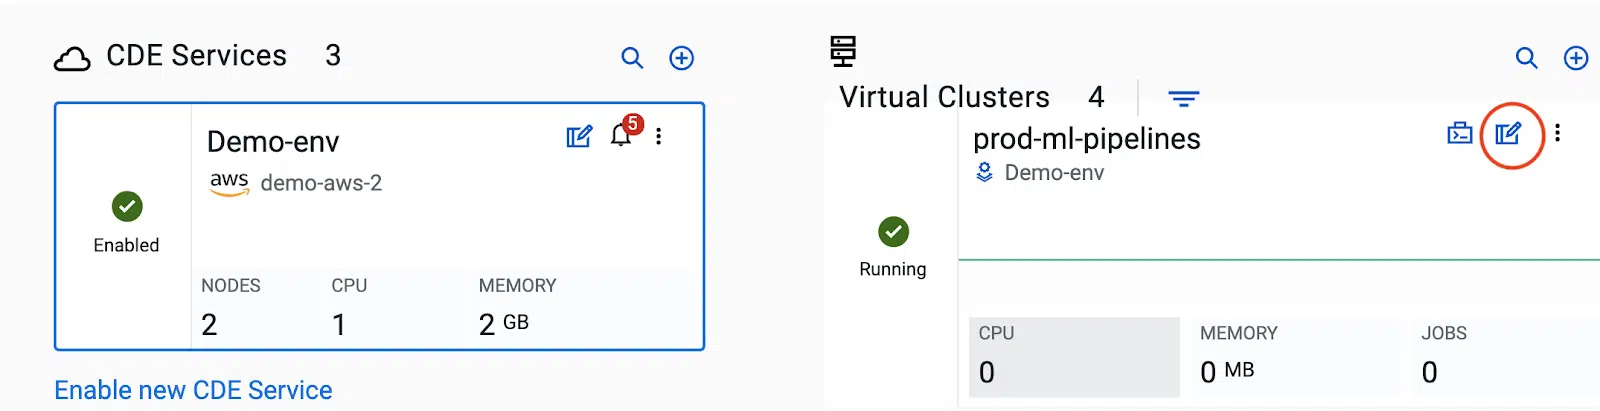 CDE Services 3
Demo-env
5
aws demo-aws-2
Enabled
NODES CPU MEMORY
2 1 2 GB
Enable new CDE Service
Virtual Clusters 4
prod-ml-pipelines
Demo-env
Running
CPU MEMORY JOBS
0 0 MB 0